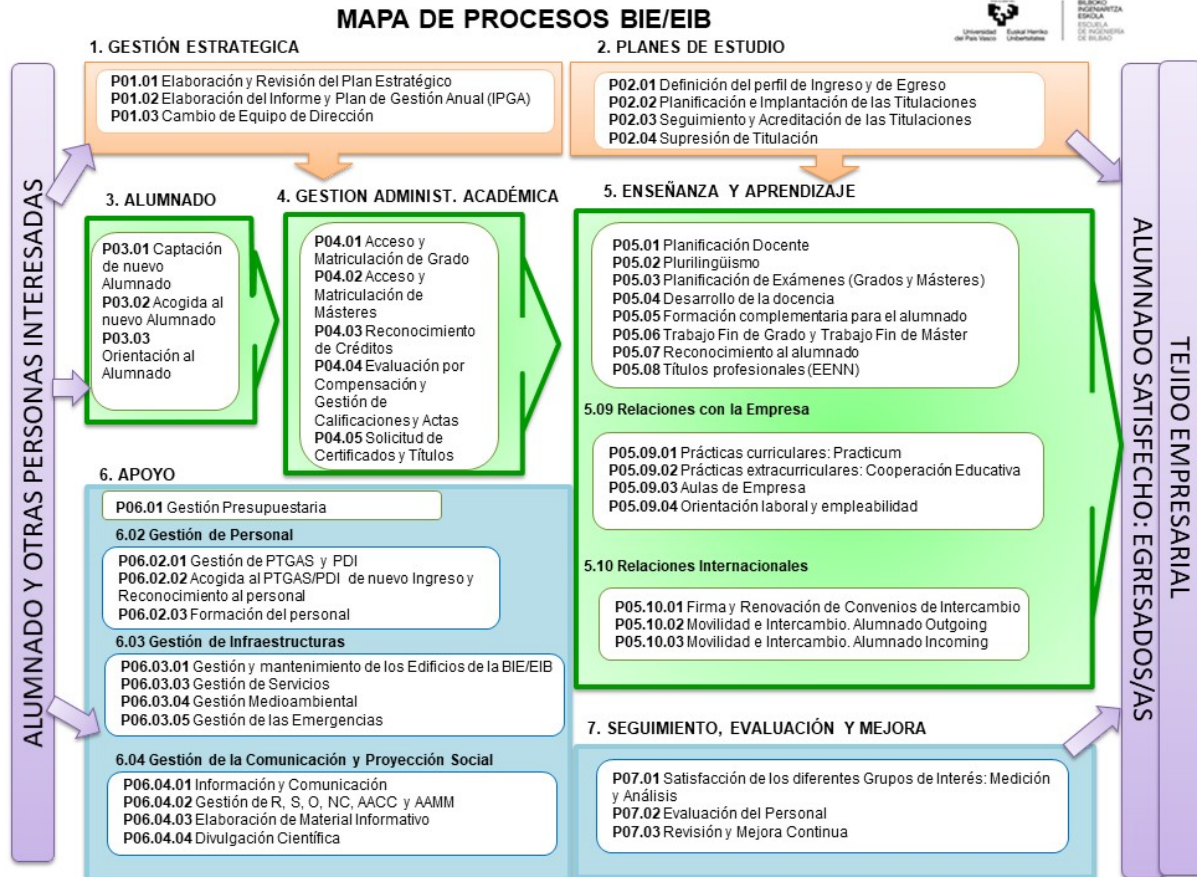 MAPA DE PROCESOS BIE/EIB
Universidad del País Vasco
Euskal Herriko Unibertsitatea
BILBOKO
INGENIARITZA
ESKOLA
ESCUELA
DE INGENIERÍA
DE BILBAO
ALUMNADO Y OTRAS PERSONAS INTERESADAS
1. GESTIÓN ESTRATEGICA
P01.01 Elaboración y Revisión del Plan Estratégico
P01.02 Elaboración del Informe y Plan de Gestión Anual (IPGA)
P01.03 Cambio de Equipo de Dirección
2. PLANES DE ESTUDIO
P02.01 Definición del perfil de Ingreso y de Egreso
P02.02 Planificación e Implantación de las Titulaciones
P02.03 Seguimiento y Acreditación de las Titulaciones
P02.04 Supresión de Titulación
3. ALUMNADO
P03.01 Captación
de nuevo
Alumnado
P03.02 Acogida al
nuevo Alumnado
P03.03
Orientación al
Alumnado
4. GESTION ADMINIST. ACADÉMICA
P04.01 Acceso y
Matriculación de Grado
P04.02 Acceso y
Matriculación de
Másteres
P04.03 Reconocimiento
de Créditos
P04.04 Evaluación por
Compensación y
Gestión de
Calificaciones y Actas
P04.05 Solicitud de
Certificados y Títulos
5. ENSEÑANZA Y APRENDIZAJE
P05.01 Planificación Docente
P05.02 Plurilingüismo
P05.03 Planificación de Exámenes (Grados y Másteres)
P05.04 Desarrollo de la docencia
P05.05 Formación complementaria para el alumnado
P05.06 Trabajo Fin de Grado y Trabajo Fin de Máster
P05.07 Reconocimiento al alumnado
P05.08 Títulos profesionales (EENN)
5.09 Relaciones con la Empresa
P05.09.01 Prácticas curriculares: Practicum
P05.09.02 Prácticas extracurriculares: Cooperación Educativa
P05.09.03 Aulas de Empresa
P05.09.04 Orientación laboral y empleabilidad
5.10 Relaciones Internacionales
P05.10.01 Firma y Renovación de Convenios de Intercambio
P05.10.02 Movilidad e Intercambio. Alumnado Outgoing
P05.10.03 Movilidad e Intercambio. Alumnado Incoming
6. APOYO
P06.01 Gestión Presupuestaria
6.02 Gestión de Personal
P06.02.01 Gestión de PTGAS y PDI
P06.02.02 Acogida al PTGAS/PDI de nuevo Ingreso y
Reconocimiento al personal
P06.02.03 Formación del personal
6.03 Gestión de Infraestructuras
P06.03.01 Gestión y mantenimiento de los Edificios de la BIE/EIB
P06.03.03 Gestión de Servicios
P06.03.04 Gestión Medioambiental
P06.03.05 Gestión de las Emergencias
6.04 Gestión de la Comunicación y Proyección Social
P06.04.01 Información y Comunicación
P06.04.02 Gestión de R, S, O, NC, AACC y AAMM
P06.04.03 Elaboración de Material Informativo
P06.04.04 Divulgación Científica
7. SEGUIMIENTO, EVALUACIÓN Y MEJORA
P07.01 Satisfacción de los diferentes Grupos de Interés: Medición
y Análisis
P07.02 Evaluación del Personal
P07.03 Revisión y Mejora Continua
ALUMNADO SATISFECHO: EGRESADOS/AS
TEJIDO EMPRESARIAL